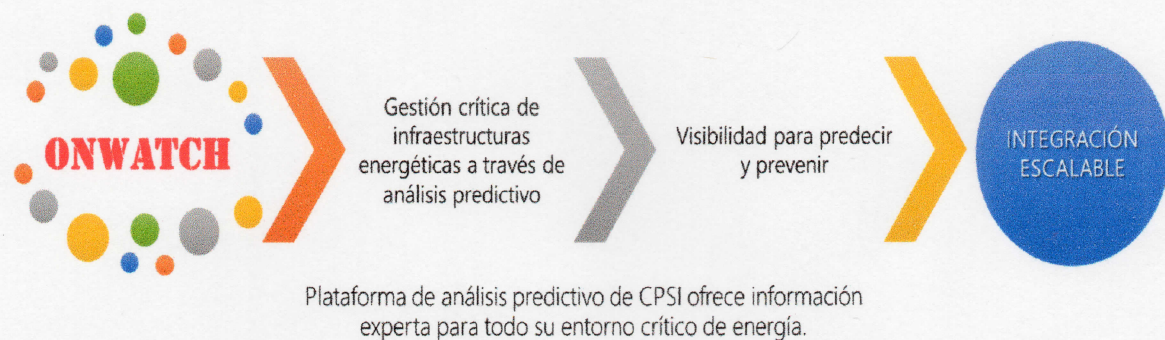 ONWATCH
Gestión crítica de
infraestructuras
energéticas a través de
análisis predictivo
Visibilidad para predecir
y prevenir
INTEGRACIÓN
ESCALABLE
Plataforma de análisis predictivo de CPSI ofrece información
experta para todo su entorno crítico de energía.